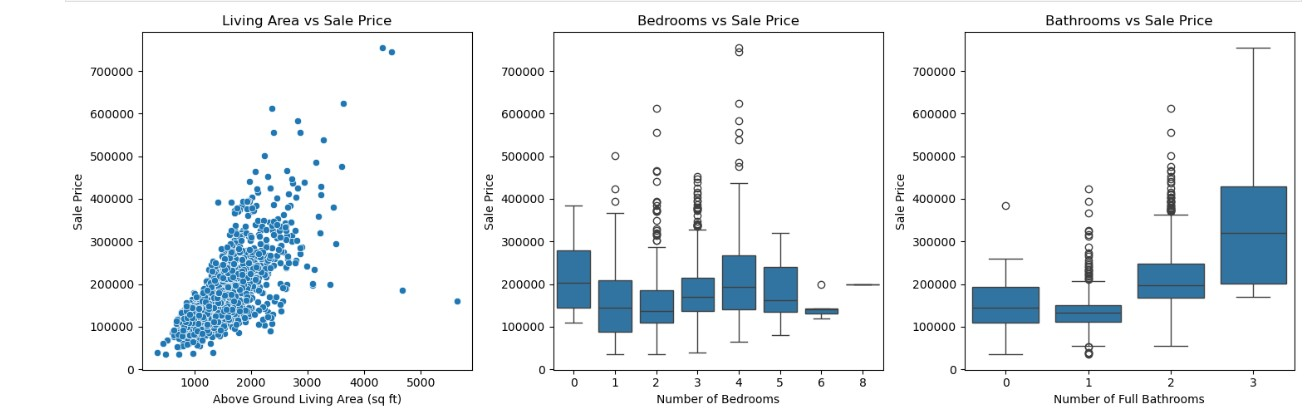 Living Area vs Sale Price
Sale Price
700000
600000
500000
400000
300000
200000
100000
0
1000 2000 3000 4000 5000
Above Ground Living Area (sq ft)
Bedrooms vs Sale Price
Sale Price
700000
600000
500000
400000
300000
200000
100000
0
0 1 2 3 4 5 6 8
Number of Bedrooms
Bathrooms vs Sale Price
Sale Price
700000
600000
500000
400000
300000
200000
100000
0
0 1 2 3
Number of Full Bathrooms